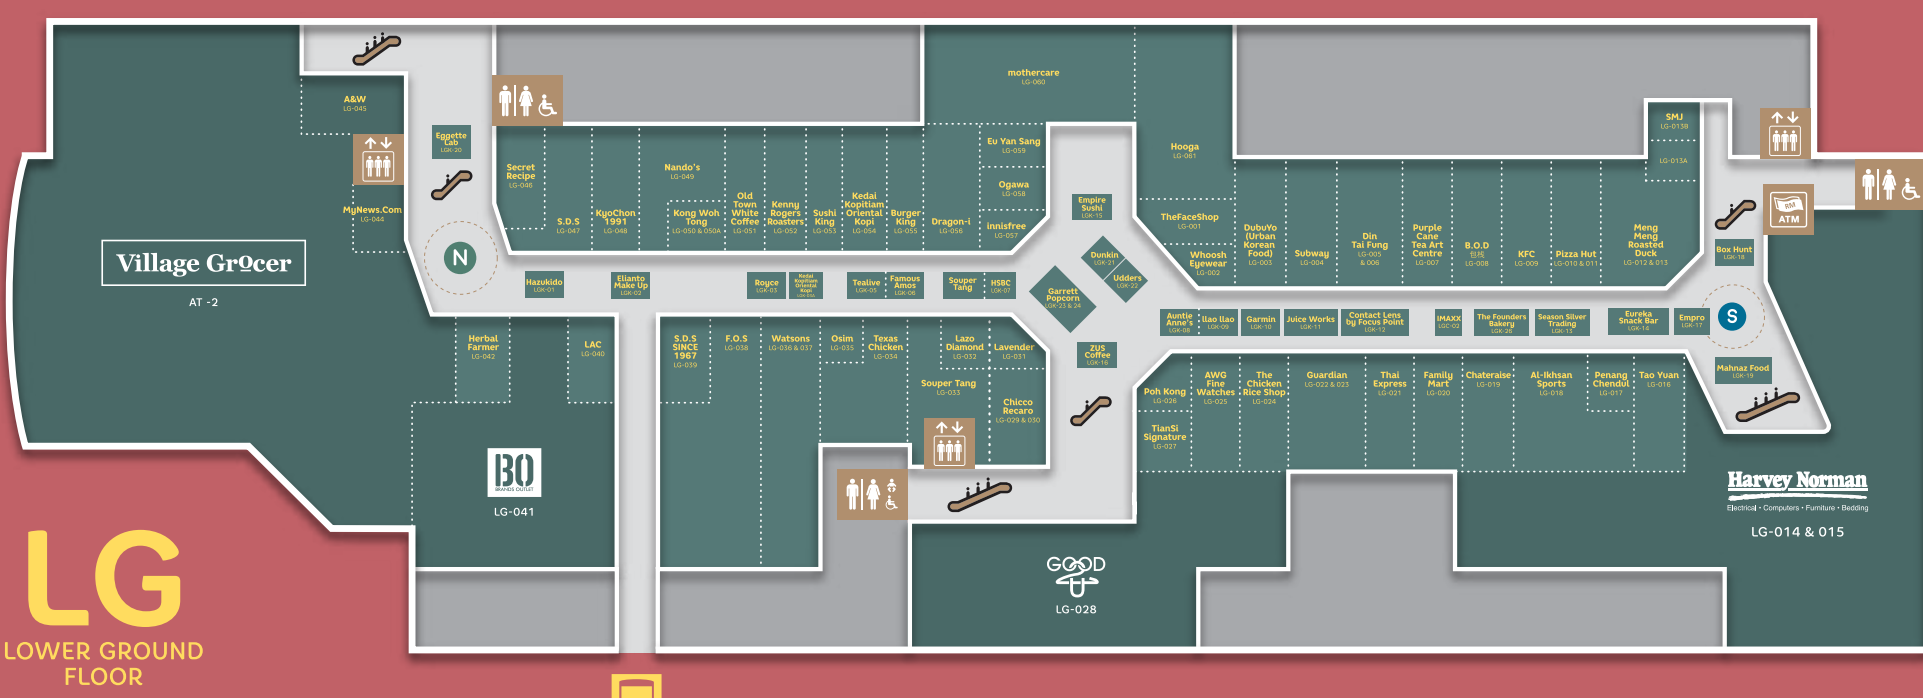 mothercare
LG-060
A&W
LG-045
SMJ
LG-013B
LG-013A
Eggette
Lab
LGK-20
Eu Yan Sang
LG-059
Hooga
LG-061
Secret
Recipe
LG-046
Nando's
LG-049
Ogawa
LG-058
RM
ATM
MyNews.Com
LG-044
S.D.S
LG-047
KyoChon
1991
LG-048
Kong Woh
Tong
LG-050 & 050A
Old
Town
White
Coffee
LG-051
Kenny
Rogers
Roasters
LG-052
Sushi
King
LG-053
Kedai
Kopitiam
Oriental
Kopi
LG-054
Burger
King
LG-055
Dragon-i
LG-056
innisfree
LG-057
Empire
Sushi
LGK-15
TheFaceShop
LG-001
Whoosh
Eyewear
LG-002
DubuYo
(Urban
Korean
Food)
LG-003
Subway
LG-004
Din
Tai Fung
LG-005
& 006
Purple
Cane
Tea Art
Centre
LG-007
B.O.D
LG-008
KFC
LG-009
Pizza Hut
LG-010 & 011
Meng
Meng
Roasted
Duck
LG-012 & 013
Box Hunt
LGK-18
N
Village Grocer
AT -2
Hazukido
LGK-01
Elianto
Make Up
LGK-02
Royce
LGK-03
Kedai
Kopitiam
Oriental
Kopi
Tealive
LGK-05
Famous
Amos
LGK-06
Souper
Tang
HSBC
LGK-07
Dunkin
LGK-21
Udders
LGK-22
Garrett
Popcorn
LGK-23 & 24
Auntie
Anne's
LGK-08
llao llao
LGK-09
Garmin
LGK-10
Juice Works
LGK-11
Contact Lens
by Focus Point
LGK-12
IMAXX
LGC-02
The Founders
Bakery
LGK-26
Season Silver
Trading
LGK-13
Eureka
Snack Bar
LGK-14
Empro
LGK-17
S
Herbal
Farmer
LG-042
LAC
LG-040
S.D.S
SINCE
1967
LG-039
F.O.S
LG-038
Watsons
LG-036 & 037
Osim
LG-035
Texas
Chicken
LG-034
Lazo
Diamond
LG-032
Lavender
LG-031
ZUS
Coffee
LGK-16
Mahnaz Food
LGK-19
Souper Tang
LG-033
Chicco
Recaro
LG-029 & 030
Poh Kong
LG-026
AWG
Fine
Watches
LG-025
The
Chicken
Rice Shop
LG-024
Guardian
LG-022 & 023
Thai
Express
LG-021
Family
Mart
LG-020
Chateraise
LG-019
Al-Ikhsan
Sports
LG-018
Penang
Chendul
LG-017
Tao Yuan
LG-016
TianSi
Signature
LG-027
BO
BRANDS OUTLET
LG-041
Harvey Norman
Electrical • Computers • Furniture • Bedding
LG-014 & 015
GOOD
LG-028
LG
LOWER GROUND
FLOOR